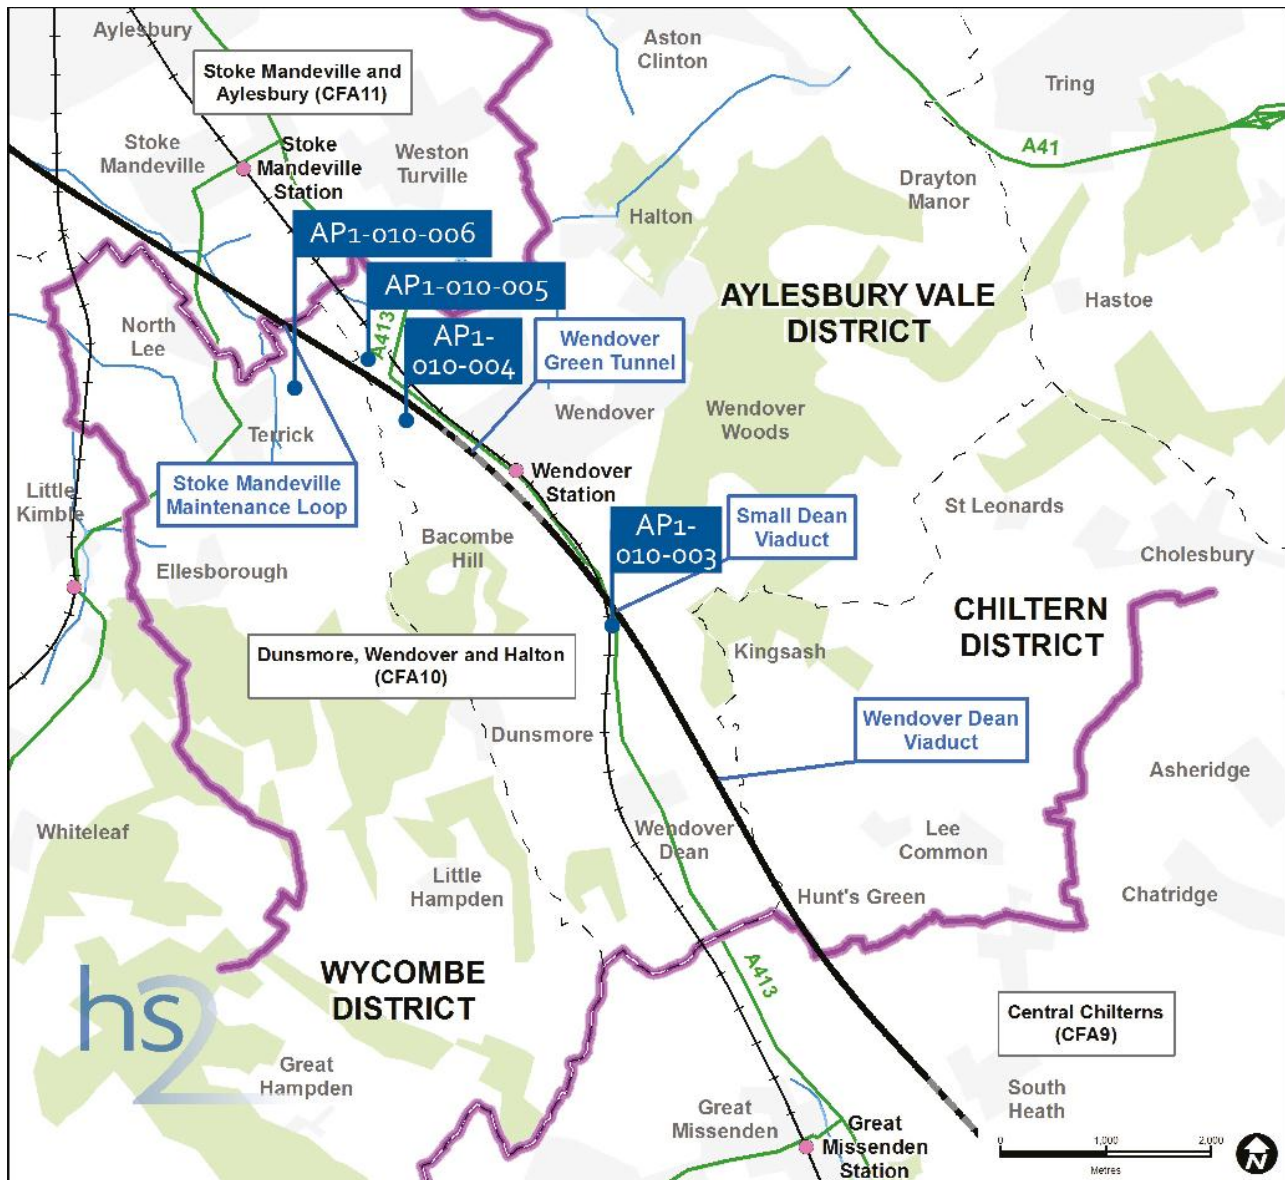 Aylesbury
Stoke Mandeville and
Aylesbury (CFA11)
Aston
Clinton
Tring
Stoke
Mandeville
Stoke
Mandeville
Station
Weston
Turville
A41
Drayton
Manor
Halton
AP1-010-006
AP1-010-005
AP1-
010-004
A413
Wendover
Green Tunnel
AYLESBURY VALE
DISTRICT
Hastoe
North
Lee
Terrick
Wendover
Wendover
Woods
Stoke Mandeville
Maintenance Loop
Wendover
Station
Little
Kimble
Bacombe
Hill
AP1-
010-003
Small Dean
Viaduct
St Leonards
Cholesbury
Ellesborough
CHILTERN
DISTRICT
Dunsmore, Wendover and Halton
(CFA10)
Kingsash
Dunsmore
Wendover Dean
Viaduct
Asheridge
Whiteleaf
Wendover
Dean
Lee
Common
Little
Hampden
Hunt's Green
Chatridge
WYCOMBE
DISTRICT
A413
hs2
Central Chilterns
(CFA9)
Great
Hampden
South
Heath
Great
Missenden
Great
Missenden
Station
0 1,000 2,000
Metres
N